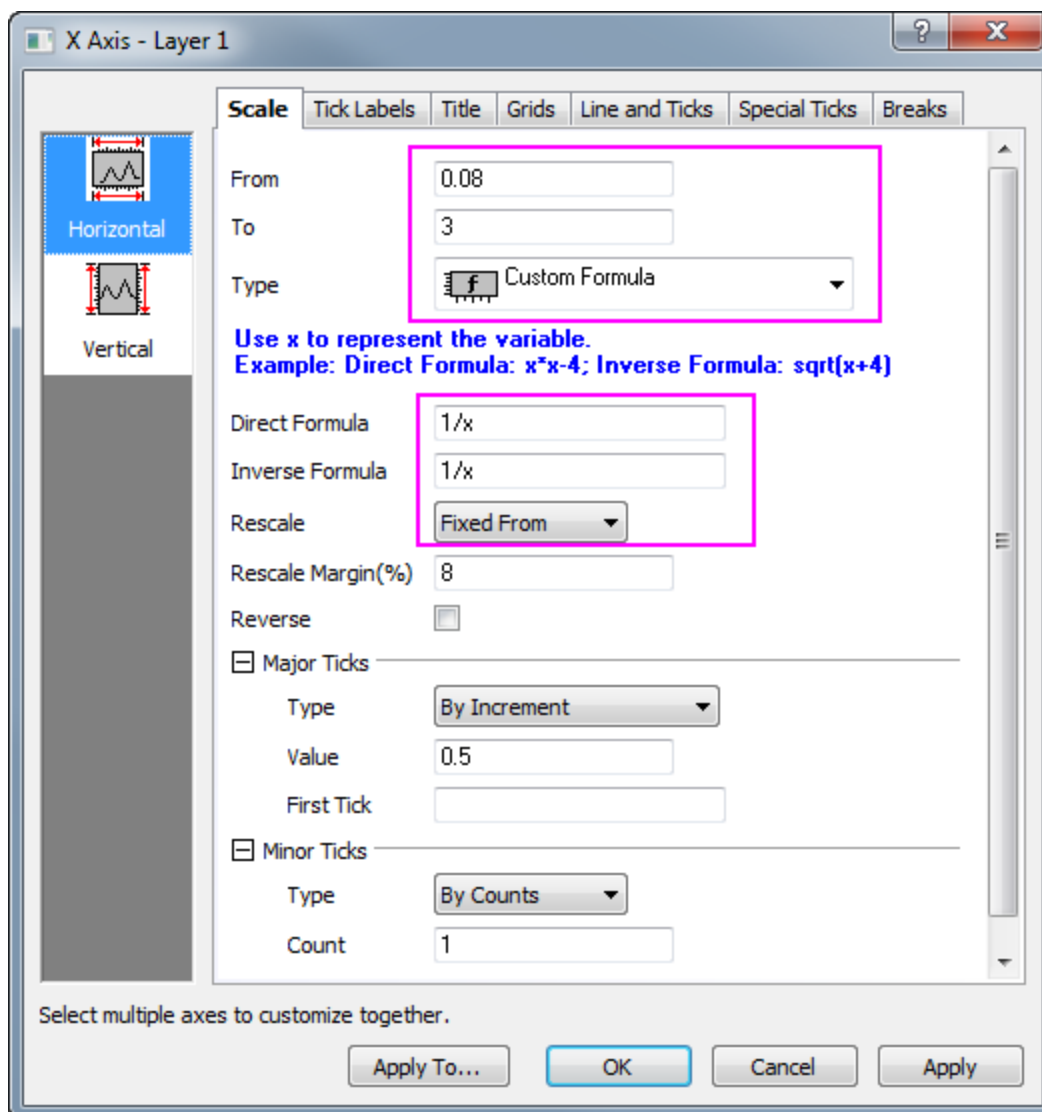 X Axis - Layer 1
?
Scale Tick Labels Title Grids Line and Ticks Special Ticks Breaks
Horizontal
Vertical
From 0.08
To 3
Type f Custom Formula
Use x to represent the variable.
Example: Direct Formula: x*x-4; Inverse Formula: sqrt(x+4)
Direct Formula 1/x
Inverse Formula 1/x
Rescale Fixed From
Rescale Margin(%) 8
Reverse
Major Ticks
Type By Increment
Value 0.5
First Tick
Minor Ticks
Type By Counts
Count 1
Select multiple axes to customize together.
Apply To... OK Cancel Apply